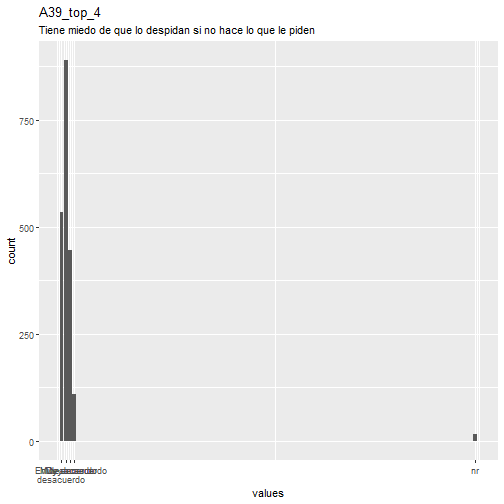 A39_top_4
Tiene miedo de que lo despidan si no hace lo que le piden
count
750
500
250
0
desacuerdo
nr
values